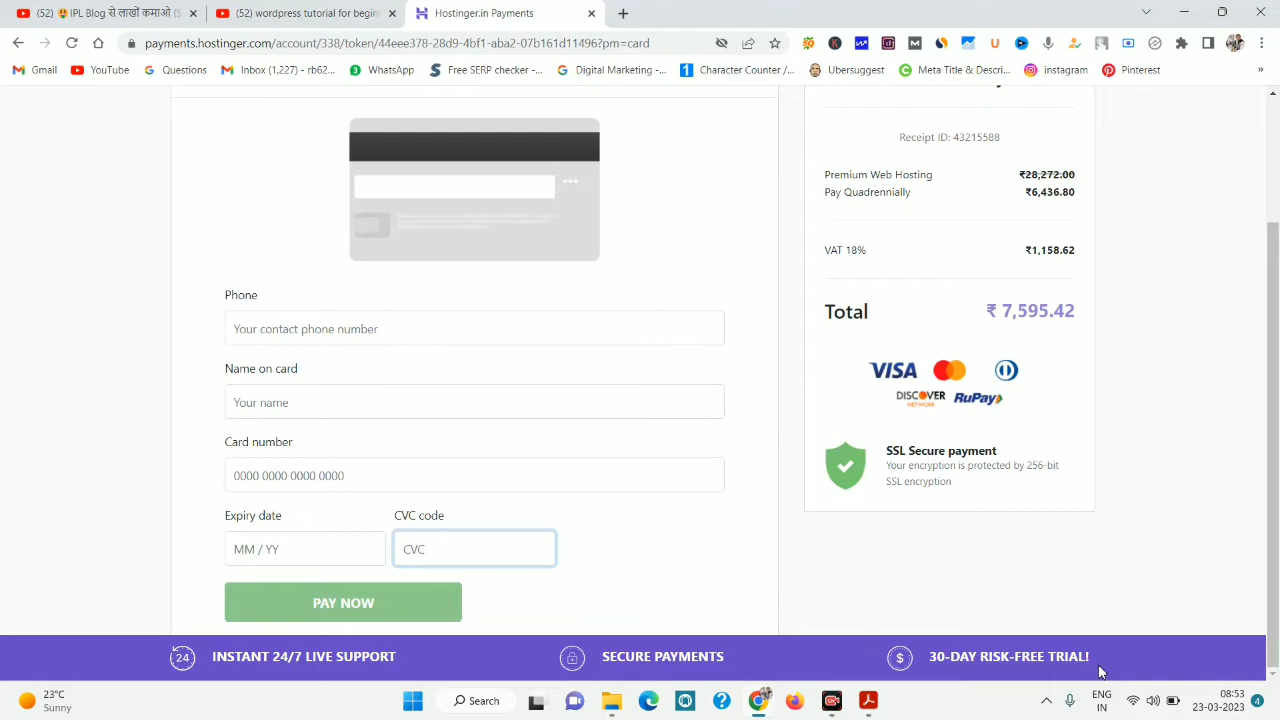 (52) 🤑IPL Blog से लाखों कमाओ (S
(52) wordpress tutorial for beginn
Hostinger.in Payments
payments.hostinger.com/account/338/token/44eee37b-28d9-4bf1-aba2-07b161d11496?pm=card
Gmail
YouTube
Questions
Inbox (1,227) - rb62...
WhatsApp
Free SERP checker -...
Digital Marketing -...
Character Counter /...
Ubersuggest
Meta Title & Descri...
instagram
Pinterest
»
Receipt ID: 43215588
Premium Web Hosting ₹28,272.00
Pay Quadrennially ₹6,436.80
VAT 18% ₹1,158.62
Total ₹ 7,595.42
VISA
DISCOVER
NETWORK
RuPay
SSL Secure payment
Your encryption is protected by 256-bit
SSL encryption
Phone
Your contact phone number
Name on card
Your name
Card number
0000 0000 0000 0000
Expiry date CVC code
MM / YY CVC
PAY NOW
24 INSTANT 24/7 LIVE SUPPORT
SECURE PAYMENTS
$ 30-DAY RISK-FREE TRIAL!
23°C
Sunny
Search
ENG
IN
08:53
23-03-2023
4